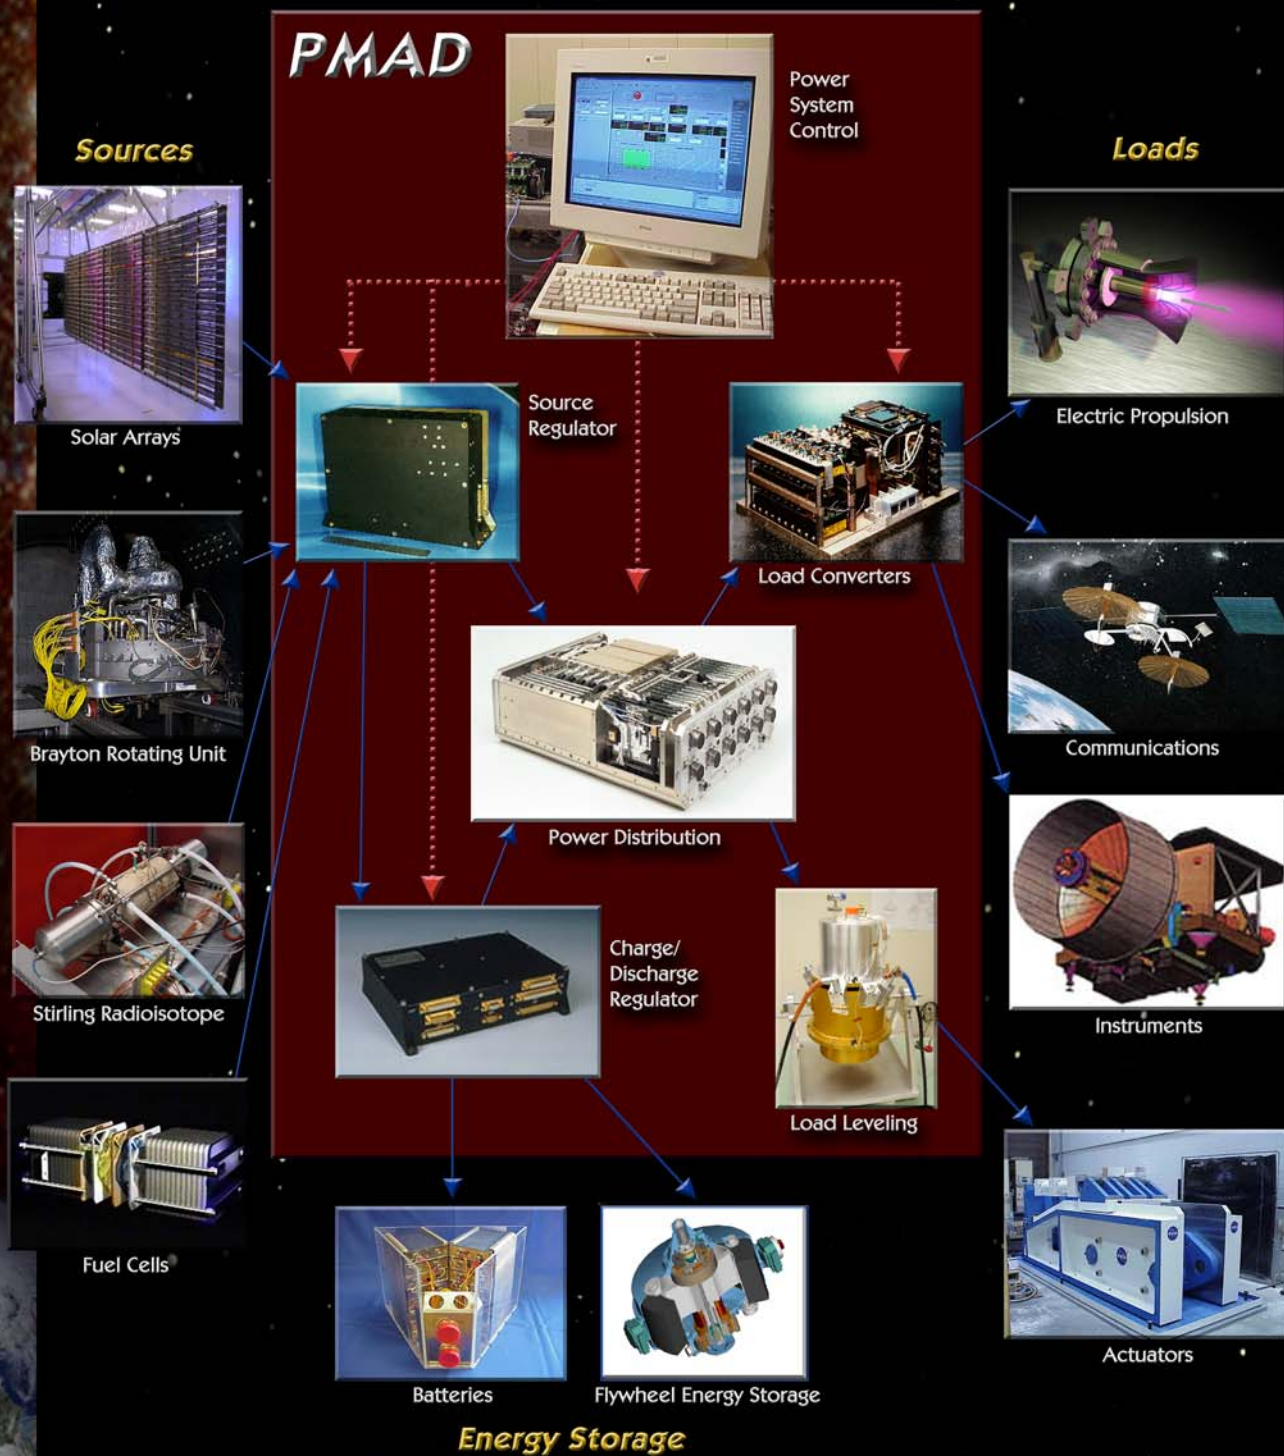 PMAD
Power
System
Control
Sources
Loads
Solar Arrays
Source
Regulator
Electric Propulsion
Load Converters
Brayton Rotating Unit
Communications
Power Distribution
Stirling Radioisotope
Charge/
Discharge
Regulator
Instruments
Load Leveling
Fuel Cells
Actuators
Batteries
Flywheel Energy Storage
Energy Storage